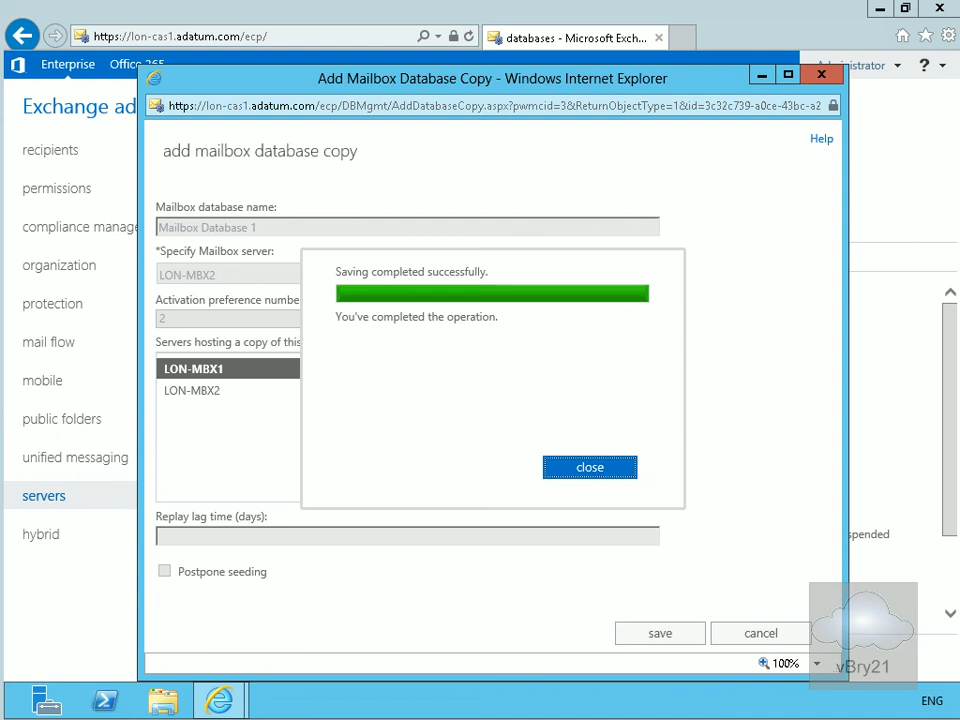 https://lon-cas1.adatum.com/ecp/
databases - Microsoft Exch...
Enterprise
Office 365
Add Mailbox Database Copy - Windows Internet Explorer
ministrator
?
https://lon-cas1.adatum.com/ecp/DBMgmt/AddDatabaseCopy.aspx?pwmcid=3&ReturnObjectType=1&id=3c32c739-a0ce-43bc-a2
Exchange ad
recipients
permissions
compliance manage
organization
protection
mail flow
mobile
public folders
unified messaging
servers
hybrid
Help
add mailbox database copy
Mailbox database name:
Mailbox Database 1
*Specify Mailbox server:
LON-MBX2
Activation preference numbe
2
Servers hosting a copy of this
LON-MBX1
LON-MBX2
Saving completed successfully.
You've completed the operation.
close
Replay lag time (days):
spended
Postpone seeding
save
cancel
100%
vBry21
ENG